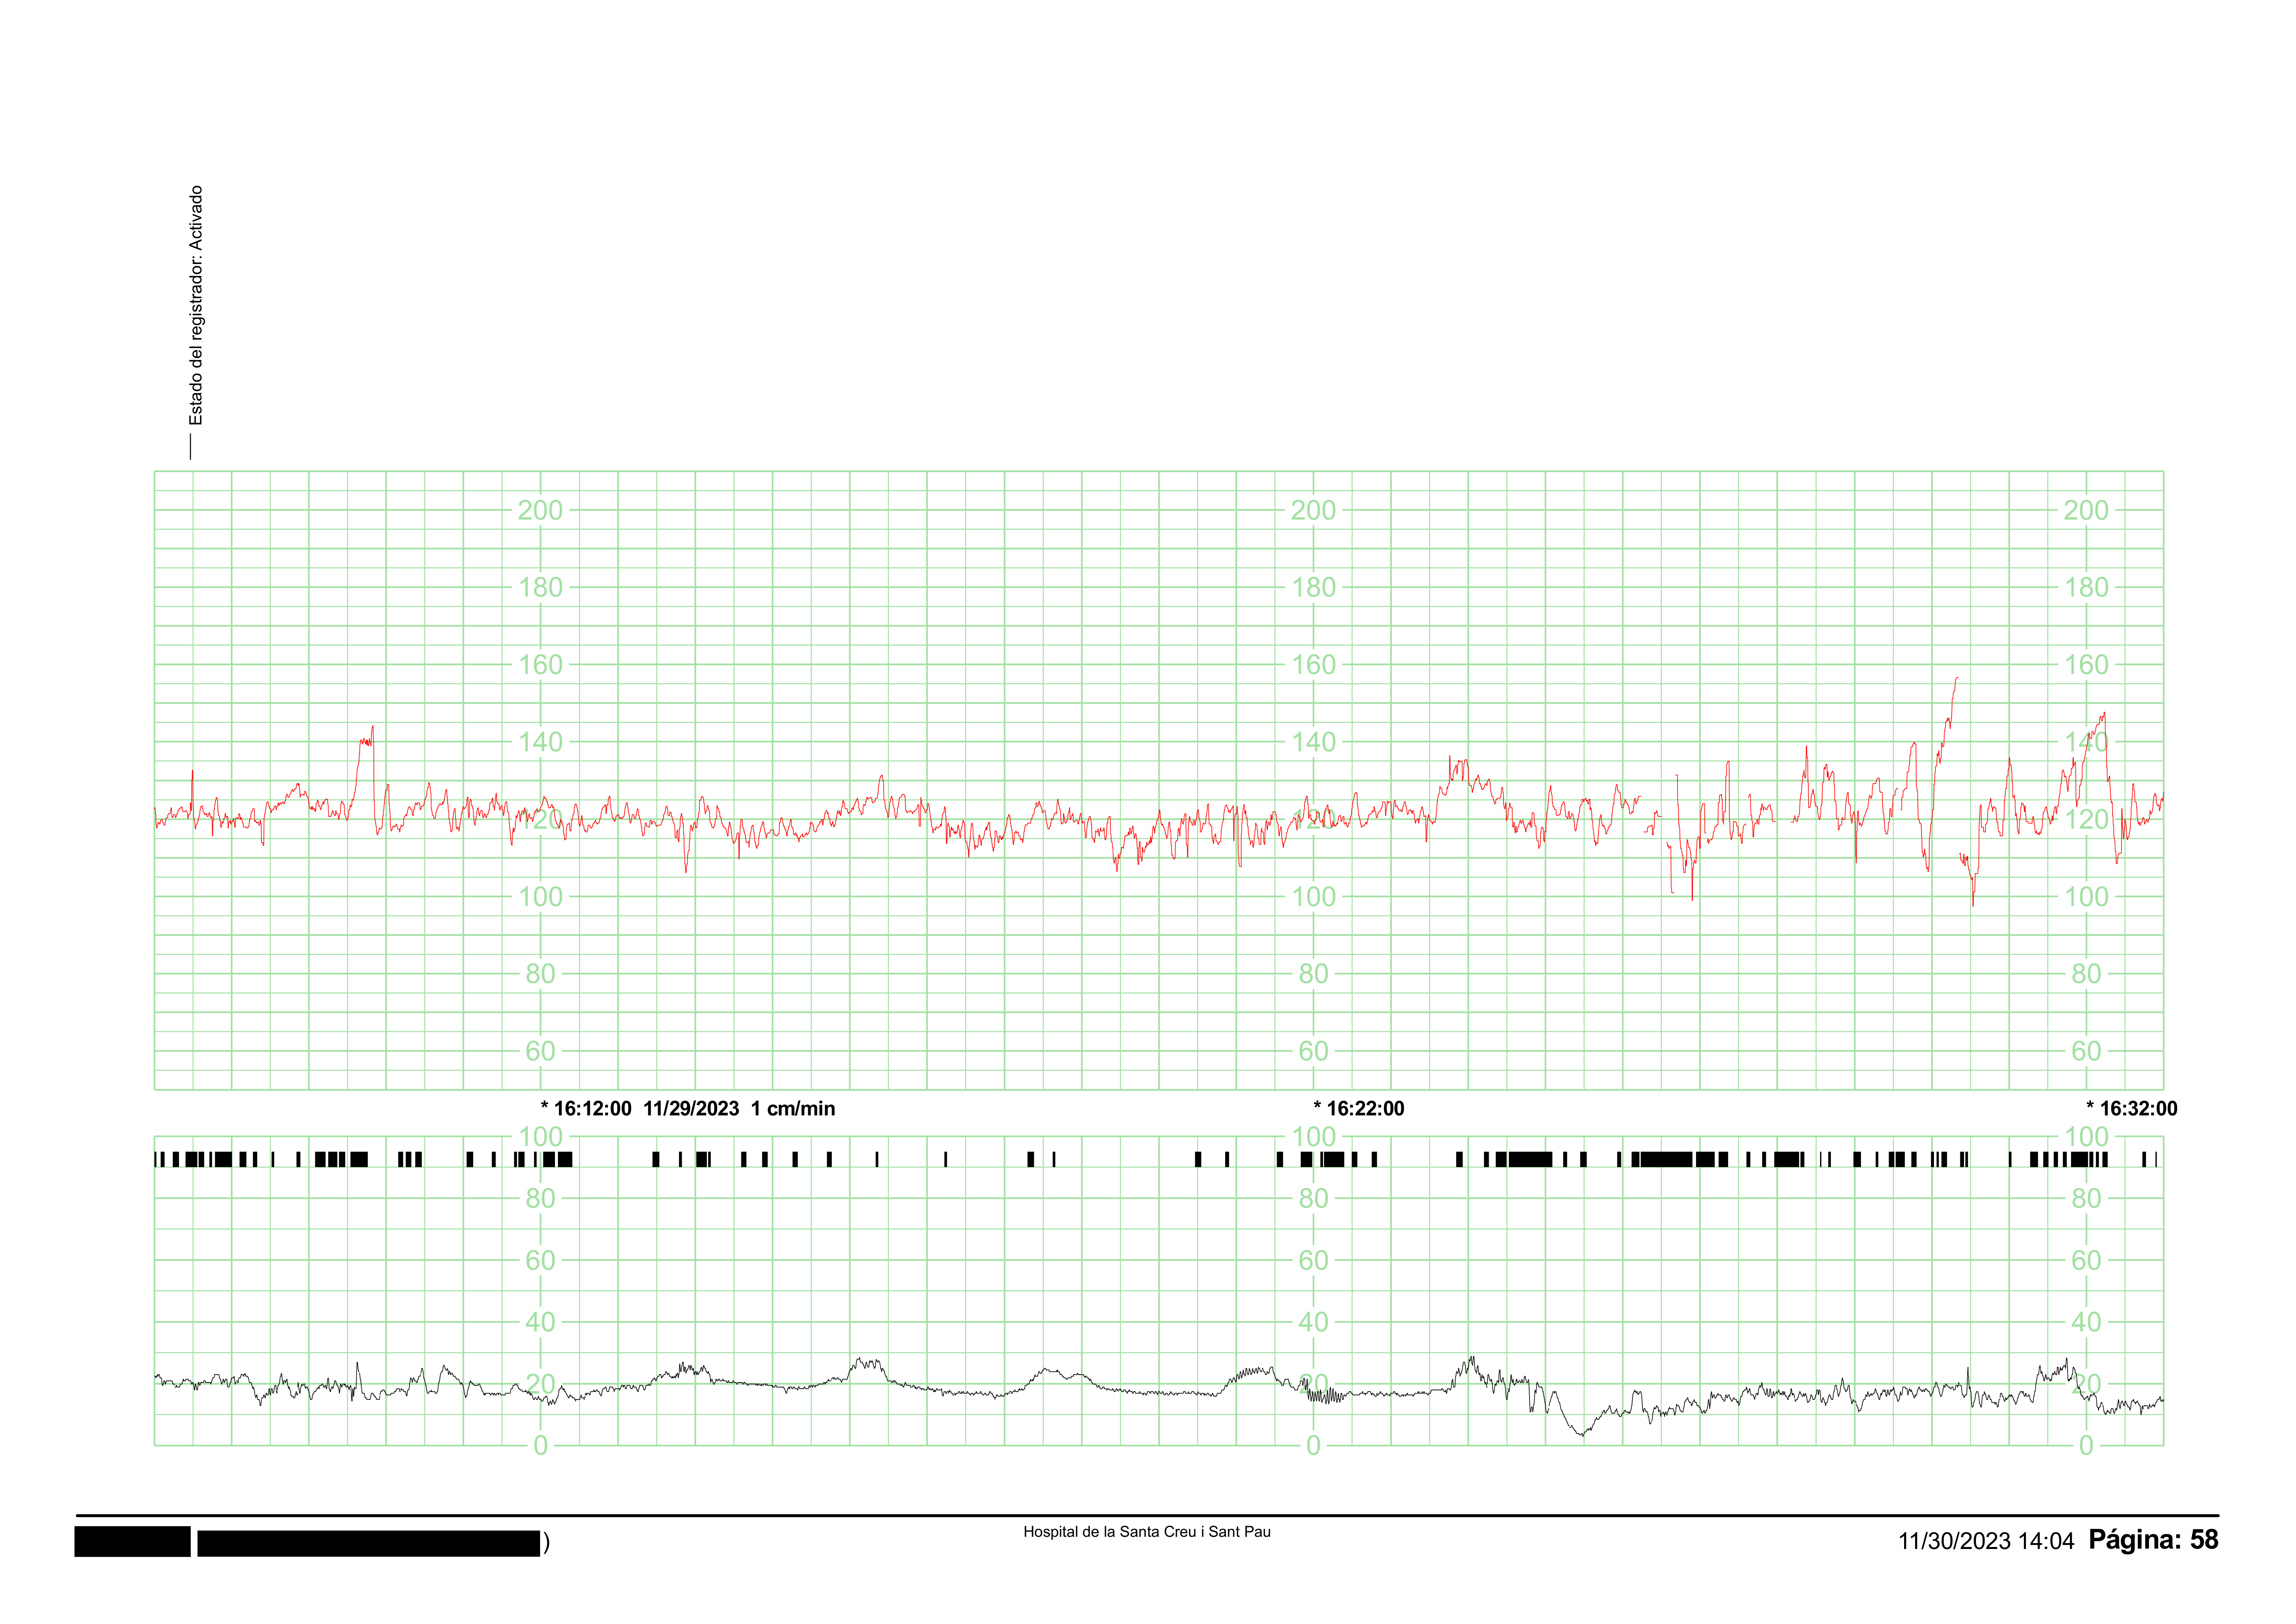 Estado del registrador: Activado
200 200 200
180 180 180
160 160 160
140 140 140
120 120 120
100 100 100
80 80 80
60 60 60
* 16:12:00 11/29/2023 1 cm/min * 16:22:00 * 16:32:00
100 100 100
80 80 80
60 60 60
40 40 40
20 20 20
0 0 0
) Hospital de la Santa Creu i Sant Pau 11/30/2023 14:04 Página: 58